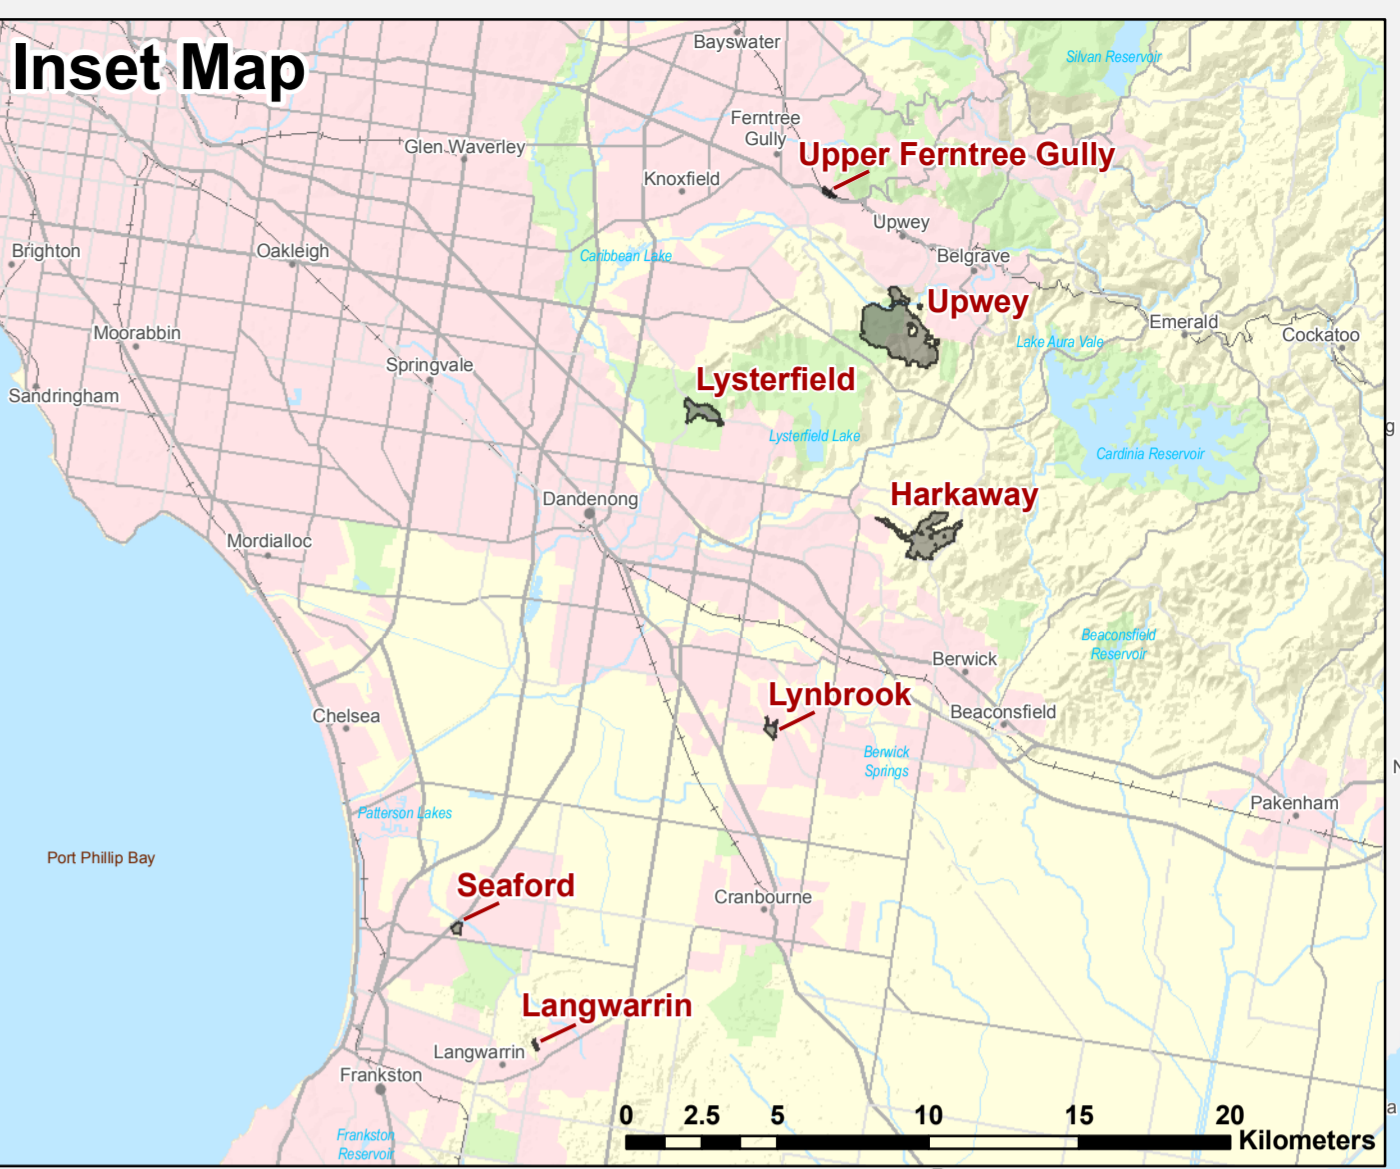 Inset Map
Bayswater
Silvan Reservoir
Ferntree
Gully
Glen Waverley
Upper Ferntree Gully
Knoxfield
Upwey
Brighton
Oakleigh
Caribbean Lake
Belgrave
Upwey
Moorabbin
Emerald
Cockatoo
Lake Aura Vale
Springvale
Lysterfield
Sandringham
g
Lysterfield Lake
Cardinia Reservoir
Harkaway
Dandenong
Mordialloc
Beaconsfield
Reservoir
Berwick
Lynbrook
Chelsea
Beaconsfield
Berwick
Springs
N
Patterson Lakes
Pakenham
Port Phillip Bay
Seaford
Cranbourne
Langwarrin
Langwarrin
Frankston
Frankston
Reservoir
a
0 2.5 5 10 15 20
Kilometers